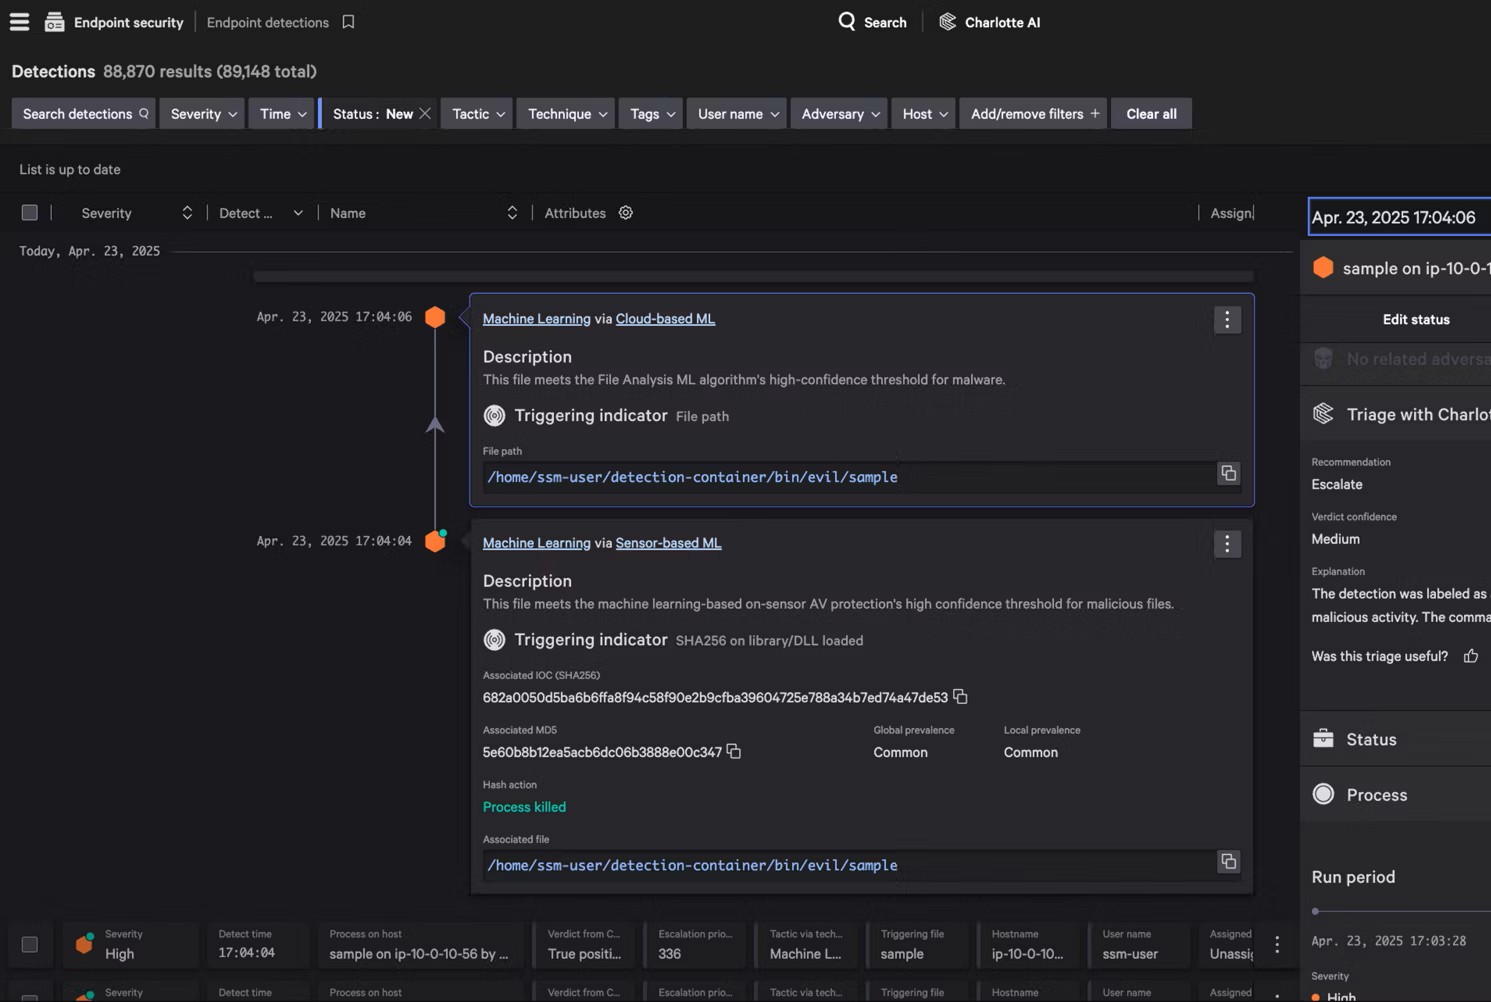 Endpoint security
Endpoint detections
Search
Charlotte AI
Detections 88,870 results (89,148 total)
Search detections
Severity
Time
Status : New
Tactic
Technique
Tags
User name
Adversary
Host
Add/remove filters +
Clear all
List is up to date
Severity
Detect ...
Name
Attributes
Assign
Today, Apr. 23, 2025
Apr. 23, 2025 17:04:06
Machine Learning via Cloud-based ML
Description
This file meets the File Analysis ML algorithm's high-confidence threshold for malware.
Triggering indicator File path
File path
/home/ssm-user/detection-container/bin/evil/sample
Apr. 23, 2025 17:04:04
Machine Learning via Sensor-based ML
Description
This file meets the machine learning-based on-sensor AV protection's high confidence threshold for malicious files.
Triggering indicator SHA256 on library/DLL loaded
Associated IOC (SHA256)
682a0050d5ba6b6ffa8f94c58f90e2b9cfba39604725e788a34b7ed74a47de53
Associated MD5
5e60b8b12ea5acb6dc06b3888e00c347
Global prevalence
Common
Local prevalence
Common
Hash action
Process killed
Associated file
/home/ssm-user/detection-container/bin/evil/sample
Severity
High
Detect time
17:04:04
Process on host
sample on ip-10-0-10-56 by ...
Verdict from C...
True positi...
Escalation prio...
336
Tactic via tech...
Machine L...
Triggering file
sample
Hostname
ip-10-0-10...
User name
ssm-user
Assigned
Unassig
Severity
Detect time
Process on host
Verdict from C...
Escalation prio...
Tactic via tech...
Triggering file
Hostname
User name
Assigned
Apr. 23, 2025 17:04:06
sample on ip-10-0-1
Edit status
No related adversa
Triage with Charlot
Recommendation
Escalate
Verdict confidence
Medium
Explanation
The detection was labeled as
malicious activity. The comma
Was this triage useful?
Status
Process
Run period
Apr. 23, 2025 17:03:28
Severity
High